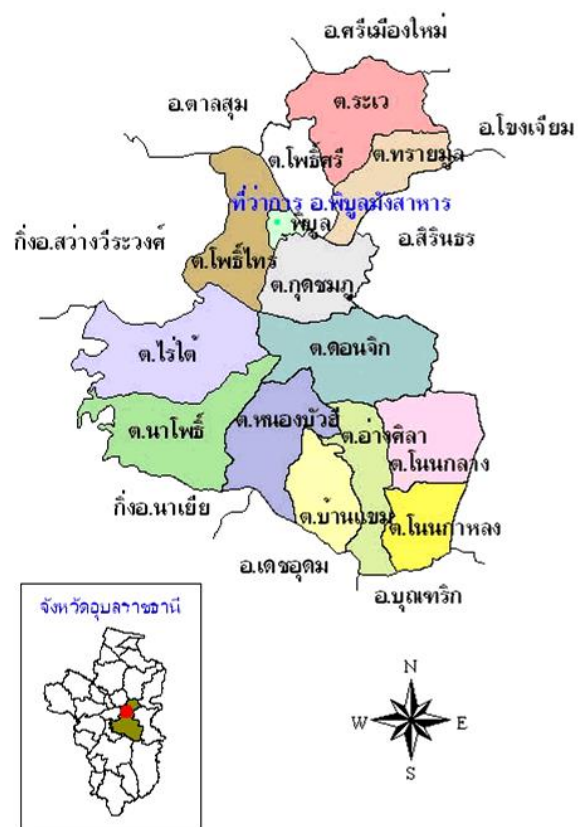 อ.ศรีเมืองใหม่
อ.ตาลสุม
ต.ระเว
อ.โขงเจียม
ต.โพธิ์ศรี
ต.ทรายมูล
ที่ว่าการ อ.พิบูลมังสาหาร
พิบูล
อ.สิรินธร
กิ่งอ.สว่างวีระวงศ์
ต.โพธิ์ไทร
ต.กุดชมภู
ต.ไร่ใต้
ต.ดอนจิก
ต.นาโพธิ์
ต.หนองบัวฮี
ต.อ่างศิลา
ต.โนนกลาง
กิ่งอ.นาเยีย
ต.บ้านแขม
ต.โนนกาหลง
อ.เดชอุดม
อ.บุณฑริก
จังหวัดอุบลราชธานี
N
W
E
S